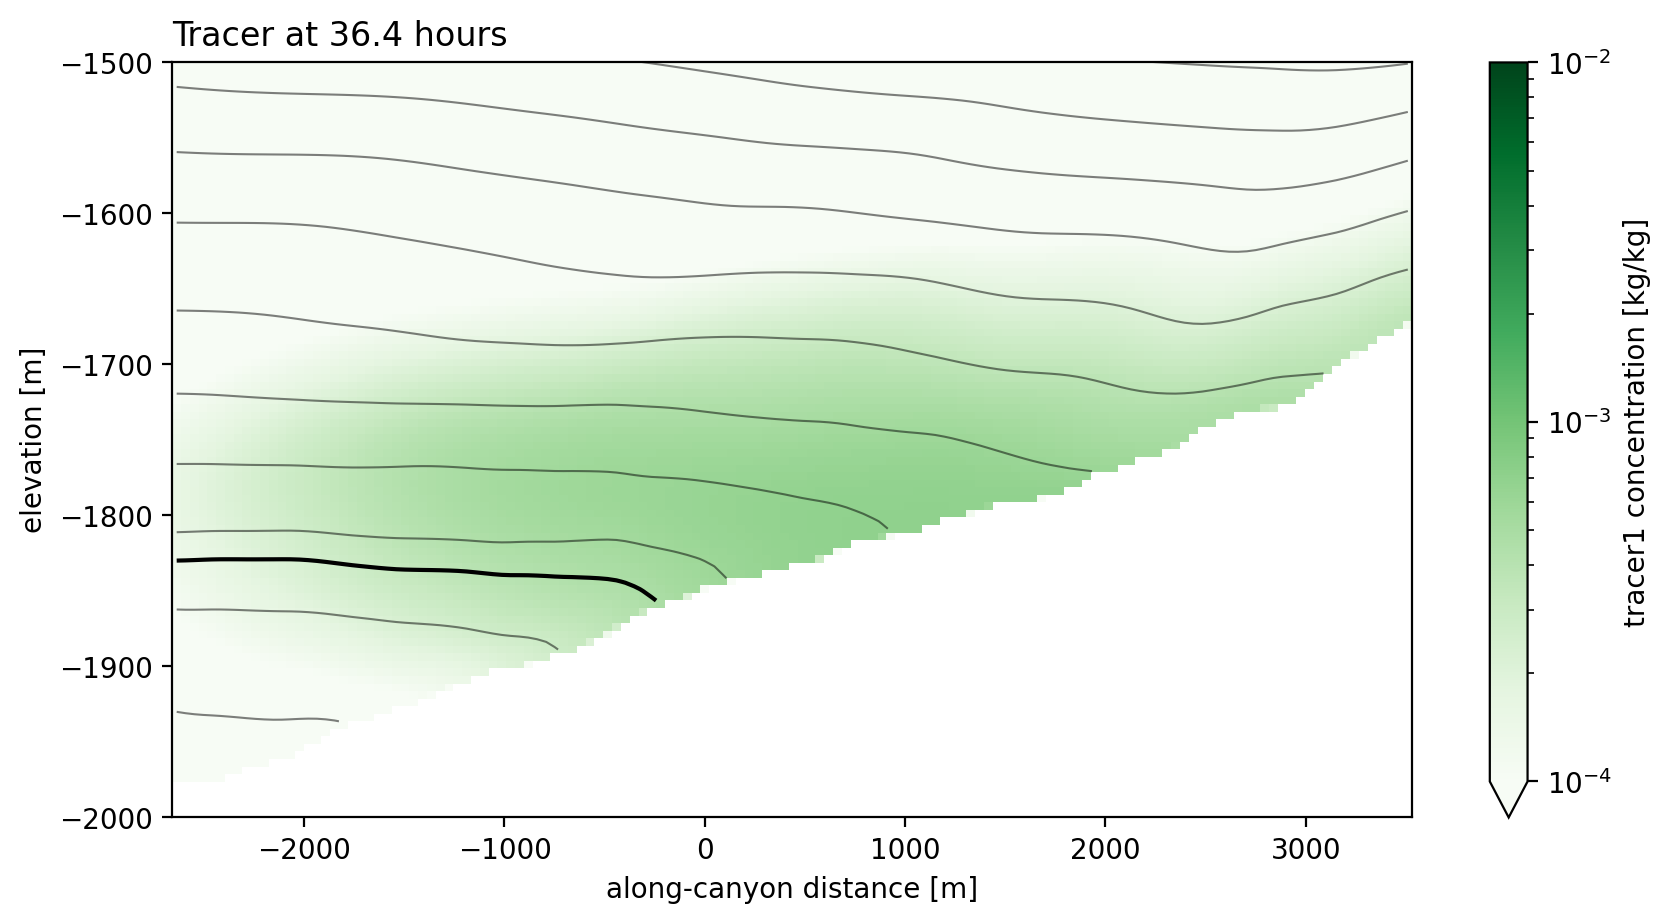 Tracer at 36.4 hours
−1500
−1600
−1700
−1800
−1900
−2000
elevation [m]
−2000 −1000 0 1000 2000 3000
along-canyon distance [m]
10⁻²
10⁻³
10⁻⁴
tracer1 concentration [kg/kg]